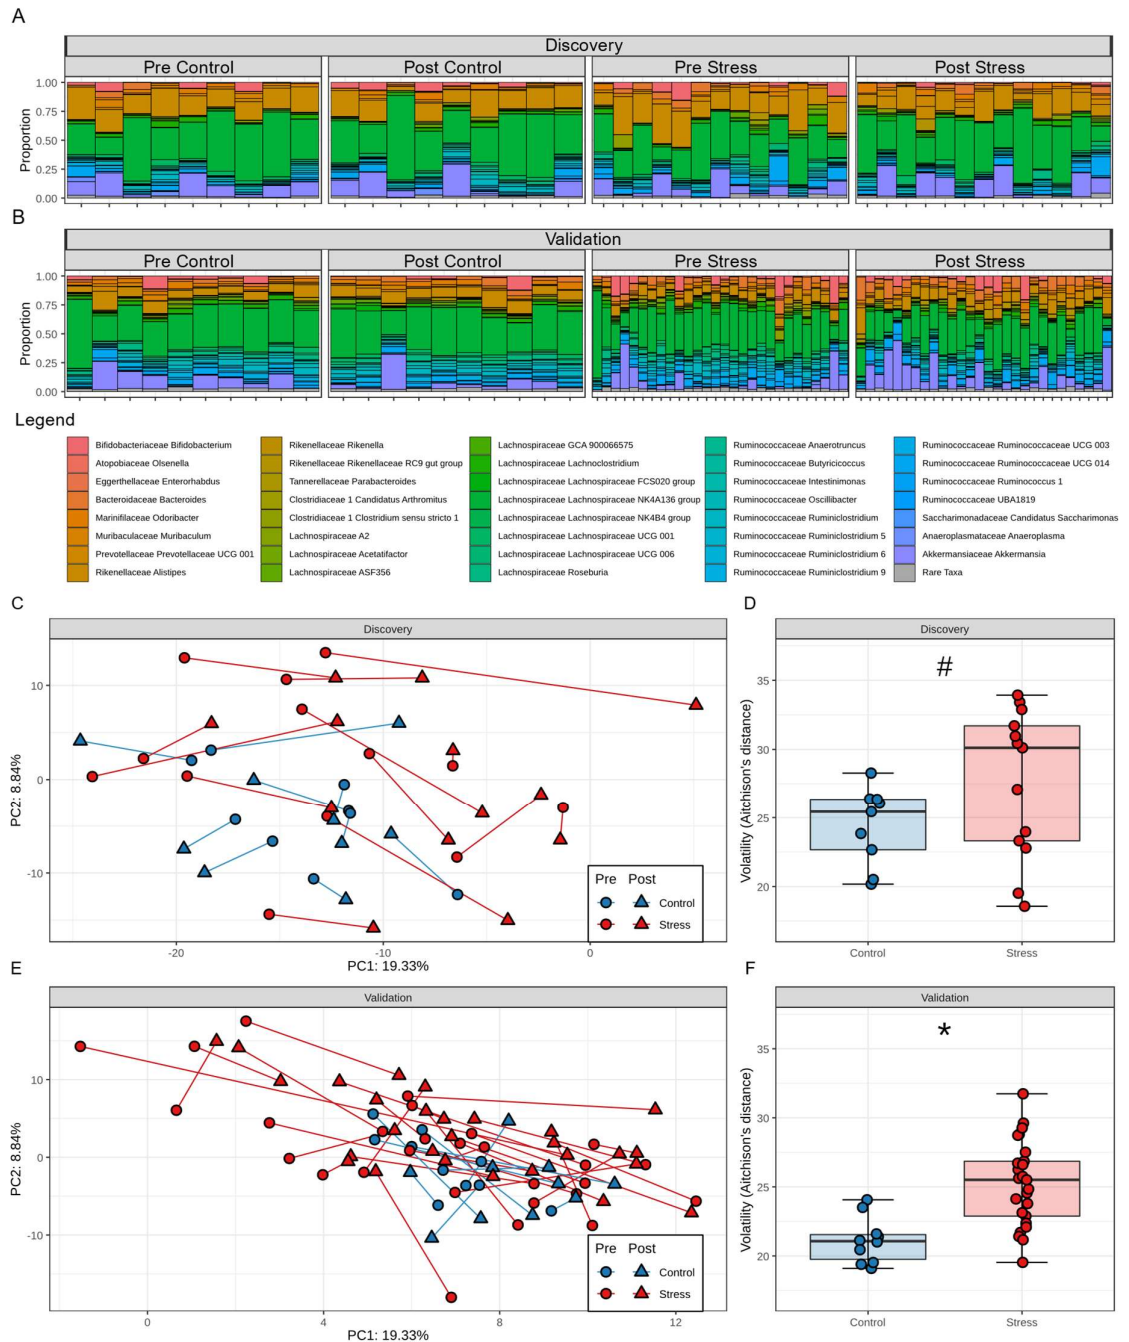 A
Discovery
Pre Control Post Control Pre Stress Post Stress
1.00
0.75
0.50
0.25
0.00
Proportion
B
Validation
Pre Control Post Control Pre Stress Post Stress
1.00
0.75
0.50
0.25
0.00
Proportion
Legend
Bifidobacteriaceae Bifidobacterium
Atopobiaceae Olsenella
Eggerthellaceae Enterorhabdus
Bacteroidaceae Bacteroides
Marinifilaceae Odoribacter
Muribaculaceae Muribaculum
Prevotellaceae Prevotellaceae UCG 001
Rikenellaceae Alistipes
Rikenellaceae Rikenella
Rikenellaceae Rikenellaceae RC9 gut group
Tannerellaceae Parabacteroides
Clostridiaceae 1 Candidatus Arthromitus
Clostridiaceae 1 Clostridium sensu stricto 1
Lachnospiraceae A2
Lachnospiraceae Acetatifactor
Lachnospiraceae ASF356
Lachnospiraceae GCA 900066575
Lachnospiraceae Lachnoclostridium
Lachnospiraceae Lachnospiraceae FCS020 group
Lachnospiraceae Lachnospiraceae NK4A136 group
Lachnospiraceae Lachnospiraceae NK4B4 group
Lachnospiraceae Lachnospiraceae UCG 001
Lachnospiraceae Lachnospiraceae UCG 006
Lachnospiraceae Roseburia
Ruminococcaceae Anaerotruncus
Ruminococcaceae Butyricicoccus
Ruminococcaceae Intestinimonas
Ruminococcaceae Oscillibacter
Ruminococcaceae Ruminiclostridium
Ruminococcaceae Ruminiclostridium 5
Ruminococcaceae Ruminiclostridium 6
Ruminococcaceae Ruminiclostridium 9
Ruminococcaceae Ruminococcaceae UCG 003
Ruminococcaceae Ruminococcaceae UCG 014
Ruminococcaceae Ruminococcus 1
Ruminococcaceae UBA1819
Saccharimonadaceae Candidatus Saccharimonas
Anaeroplasmataceae Anaeroplasma
Akkermansiaceae Akkermansia
Rare Taxa
C
Discovery
10
0
-10
PC2: 8.84%
Pre Post
Control
Stress
-20 -10 0
PC1: 19.33%
D
Discovery
#
35
30
25
20
Volatility (Aitchison's distance)
Control Stress
E
Validation
10
0
-10
PC2: 8.84%
Pre Post
Control
Stress
0 4 8 12
PC1: 19.33%
F
Validation
*
35
30
25
20
Volatility (Aitchison's distance)
Control Stress